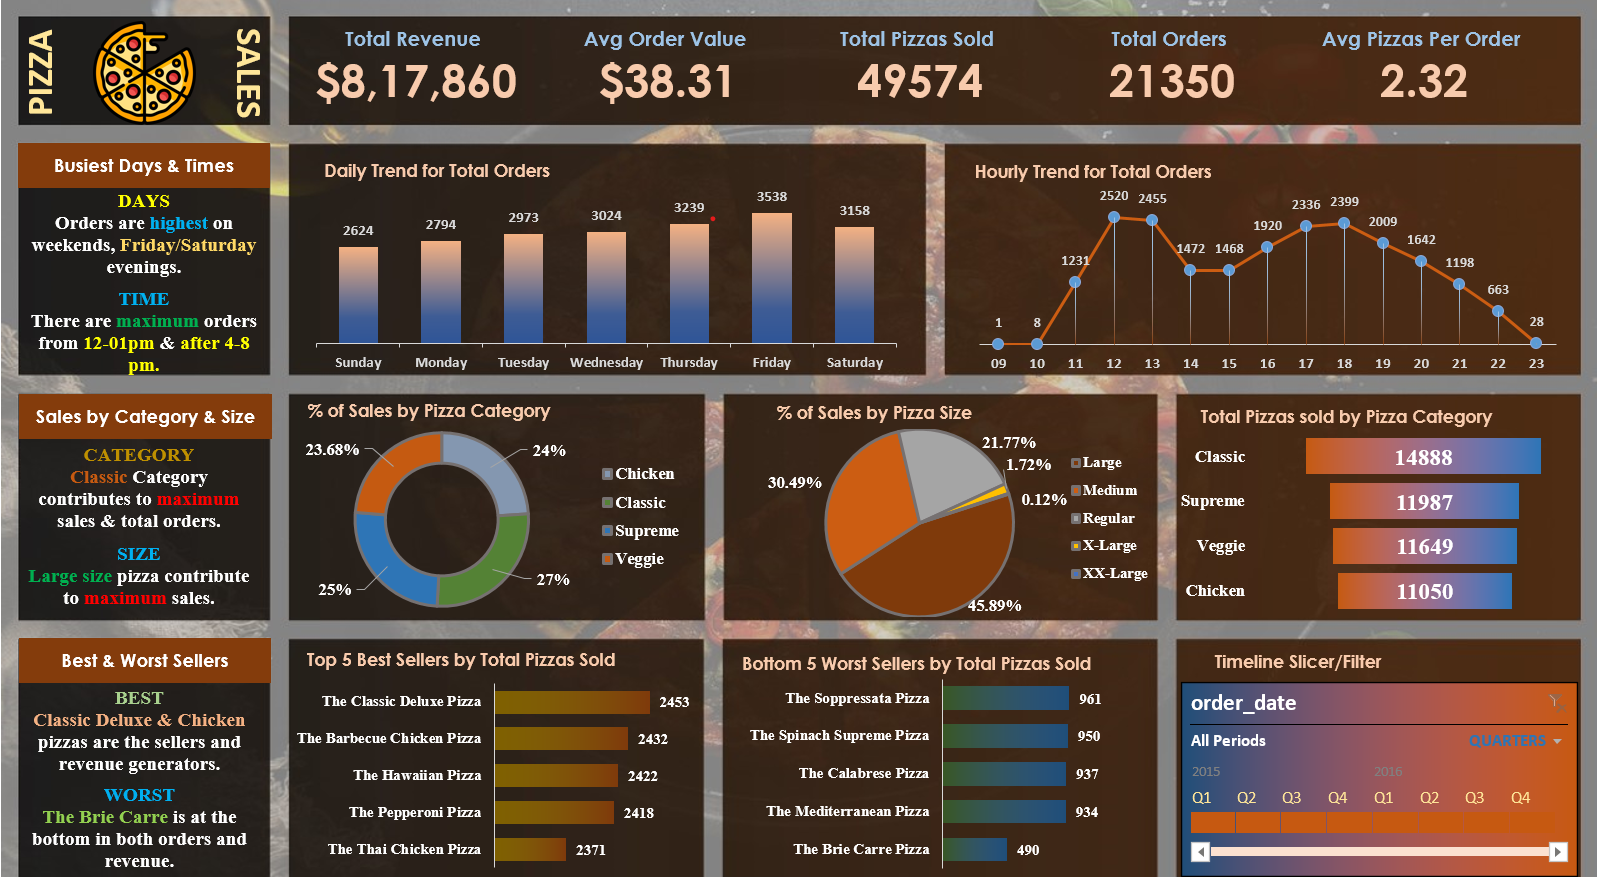 PIZZA
SALES
Total Revenue
$8,17,860
Avg Order Value
$38.31
Total Pizzas Sold
49574
Total Orders
21350
Avg Pizzas Per Order
2.32
Busiest Days & Times
DAYS
Orders are highest on
weekends, Friday/Saturday
evenings.
TIME
There are maximum orders
from 12-01pm & after 4-8
pm.
Daily Trend for Total Orders
2624
2794
2973
3024
3239
3538
3158
Sunday
Monday
Tuesday
Wednesday
Thursday
Friday
Saturday
Hourly Trend for Total Orders
1
8
1231
2520
2455
1472
1468
1920
2336
2399
2009
1642
1198
663
28
09
10
11
12
13
14
15
16
17
18
19
20
21
22
23
Sales by Category & Size
CATEGORY
Classic Category
contributes to maximum
sales & total orders.
SIZE
Large size pizza contribute
to maximum sales.
% of Sales by Pizza Category
23.68%
24%
25%
27%
Chicken
Classic
Supreme
Veggie
% of Sales by Pizza Size
21.77%
1.72%
0.12%
30.49%
45.89%
Large
Medium
Regular
X-Large
XX-Large
Total Pizzas sold by Pizza Category
Classic 14888
Supreme 11987
Veggie 11649
Chicken 11050
Best & Worst Sellers
BEST
Classic Deluxe & Chicken
pizzas are the sellers and
revenue generators.
WORST
The Brie Carre is at the
bottom in both orders and
revenue.
Top 5 Best Sellers by Total Pizzas Sold
The Classic Deluxe Pizza 2453
The Barbecue Chicken Pizza 2432
The Hawaiian Pizza 2422
The Pepperoni Pizza 2418
The Thai Chicken Pizza 2371
Bottom 5 Worst Sellers by Total Pizzas Sold
The Soppressata Pizza 961
The Spinach Supreme Pizza 950
The Calabrese Pizza 937
The Mediterranean Pizza 934
The Brie Carre Pizza 490
Timeline Slicer/Filter
order_date
All Periods
QUARTERS
2015
2016
Q1 Q2 Q3 Q4 Q1 Q2 Q3 Q4